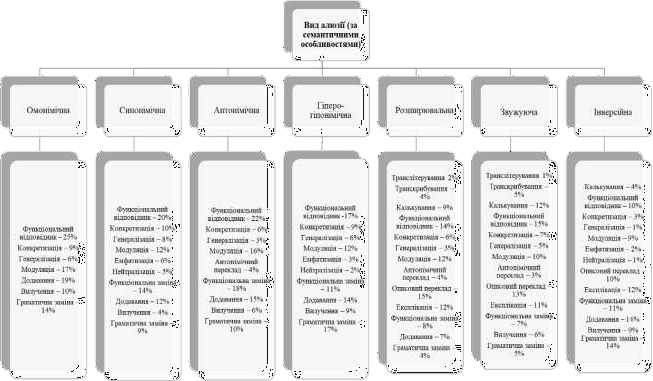 Вид алюзії (за
семантичними
особливостями)
Омонімічна
Синонімічна
Антонімічна
Гіперо-
гіпонімічна
Розширювальна
Звужуюча
Інверсійна
Функціональний
відповідник – 25%
Конкретизація – 9%
Генералізація – 6%
Модуляція – 17%
Додавання – 19%
Вилучення – 10%
Граматична заміна –
14%
Функціональний
відповідник – 20%
Конкретизація – 10%
Генералізація – 8%
Модуляція – 12%
Емфатизація – 6%
Нейтралізація – 5%
Функціональна заміна
– 14%
Додавання – 12%
Вилучення – 4%
Граматична заміна –
9%
Функціональний
відповідник – 22%
Конкретизація – 6%
Генералізація – 3%
Модуляція – 16%
Антонімічний
переклад – 4%
Функціональна заміна
– 18%
Додавання – 15%
Вилучення – 6%
Граматична заміна –
10%
Функціональний
відповідник -17%
Конкретизація – 9%
Генералізація – 6%
Модуляція – 12%
Емфатизація – 3%
Нейтралізація – 2%
Функціональна заміна
– 11%
Додавання – 14%
Вилучення – 9%
Граматична заміна –
17%
Транслітерування 2%
Транскрибування –
4%
Калькування – 9%
Функціональний
відповідник – 14%
Конкретизація – 6%
Генералізація – 3%
Модуляція – 12%
Антонімічний
переклад – 4%
Описовий переклад –
15%
Експлікація – 12%
Функціональна заміна
– 8%
Додавання – 7%
Граматична заміна –
4%
Транслітерування 1%
Транскрибування –
5%
Калькування – 12%
Функціональний
відповідник – 15%
Конкретизація – 7%
Генералізація – 5%
Модуляція – 10%
Антонімічний
переклад – 3%
Описовий переклад –
13%
Експлікація – 11%
Функціональна заміна
– 7%
Вилучення – 6%
Граматична заміна –
5%
Калькування – 4%
Функціональний
відповідник – 10%
Конкретизація – 3%
Генералізація – 1%
Модуляція – 9%
Емфатизація – 2%
Нейтралізація – 1%
Описовий переклад –
10%
Експлікація – 12%
Функціональна заміна
– 11%
Додавання – 14%
Вилучення – 9%
Граматична заміна –
14%